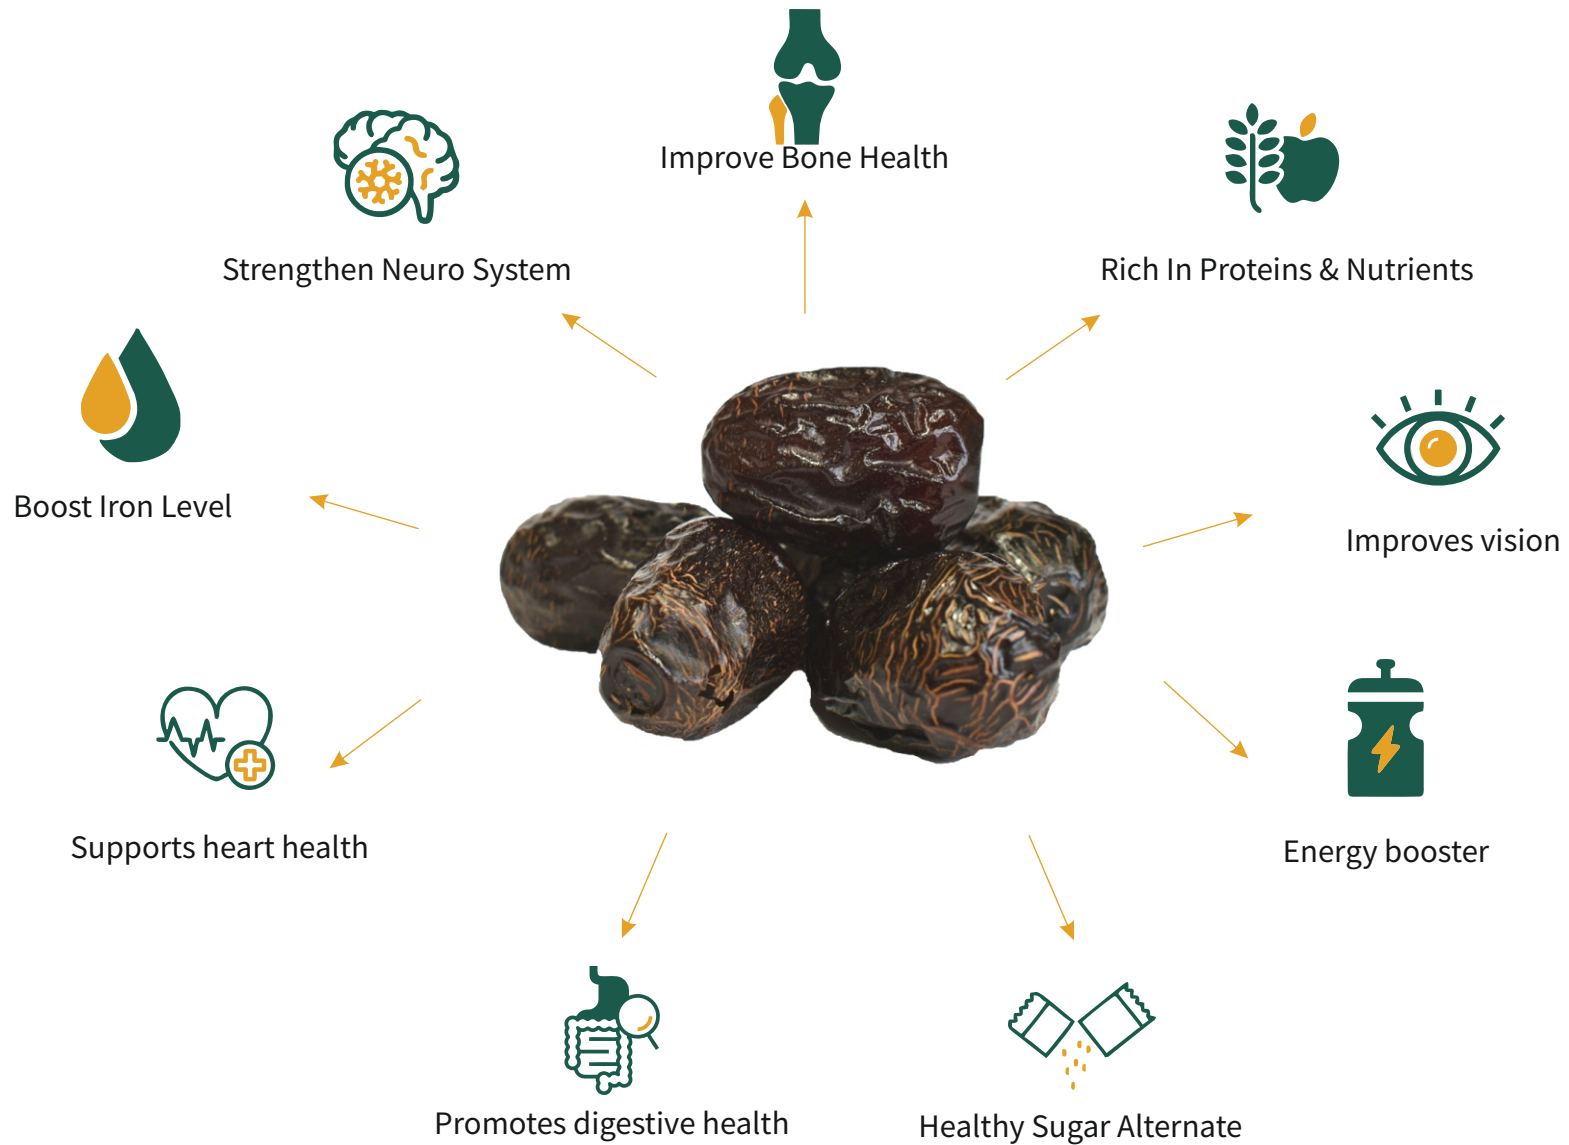 Improve Bone Health
Strengthen Neuro System
Rich In Proteins & Nutrients
Boost Iron Level
Improves vision
Supports heart health
Energy booster
Promotes digestive health
Healthy Sugar Alternate